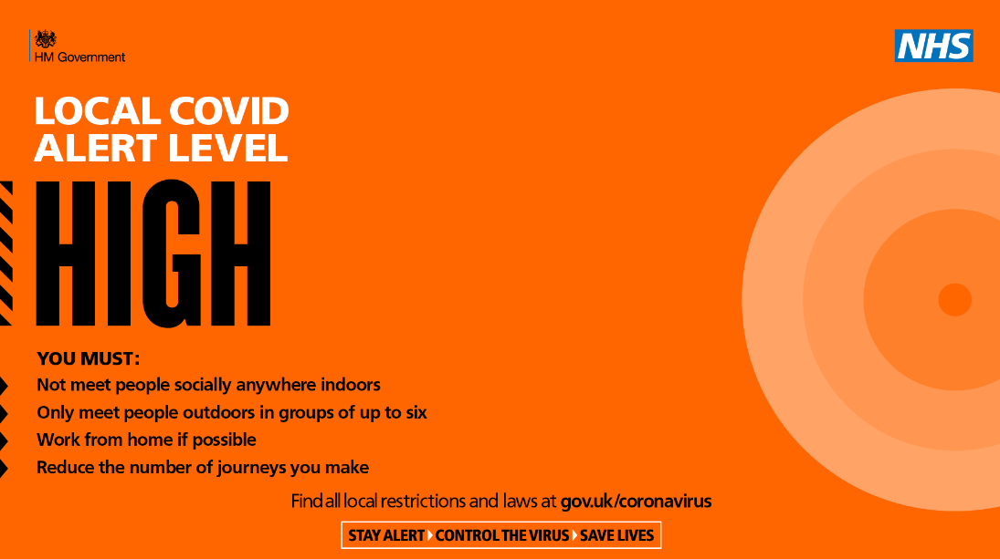 HM Government
NHS
LOCAL COVID
ALERT LEVEL
HIGH
YOU MUST:
Not meet people socially anywhere indoors
Only meet people outdoors in groups of up to six
Work from home if possible
Reduce the number of journeys you make
Find all local restrictions and laws at gov.uk/coronavirus
STAY ALERT CONTROL THE VIRUS SAVE LIVES